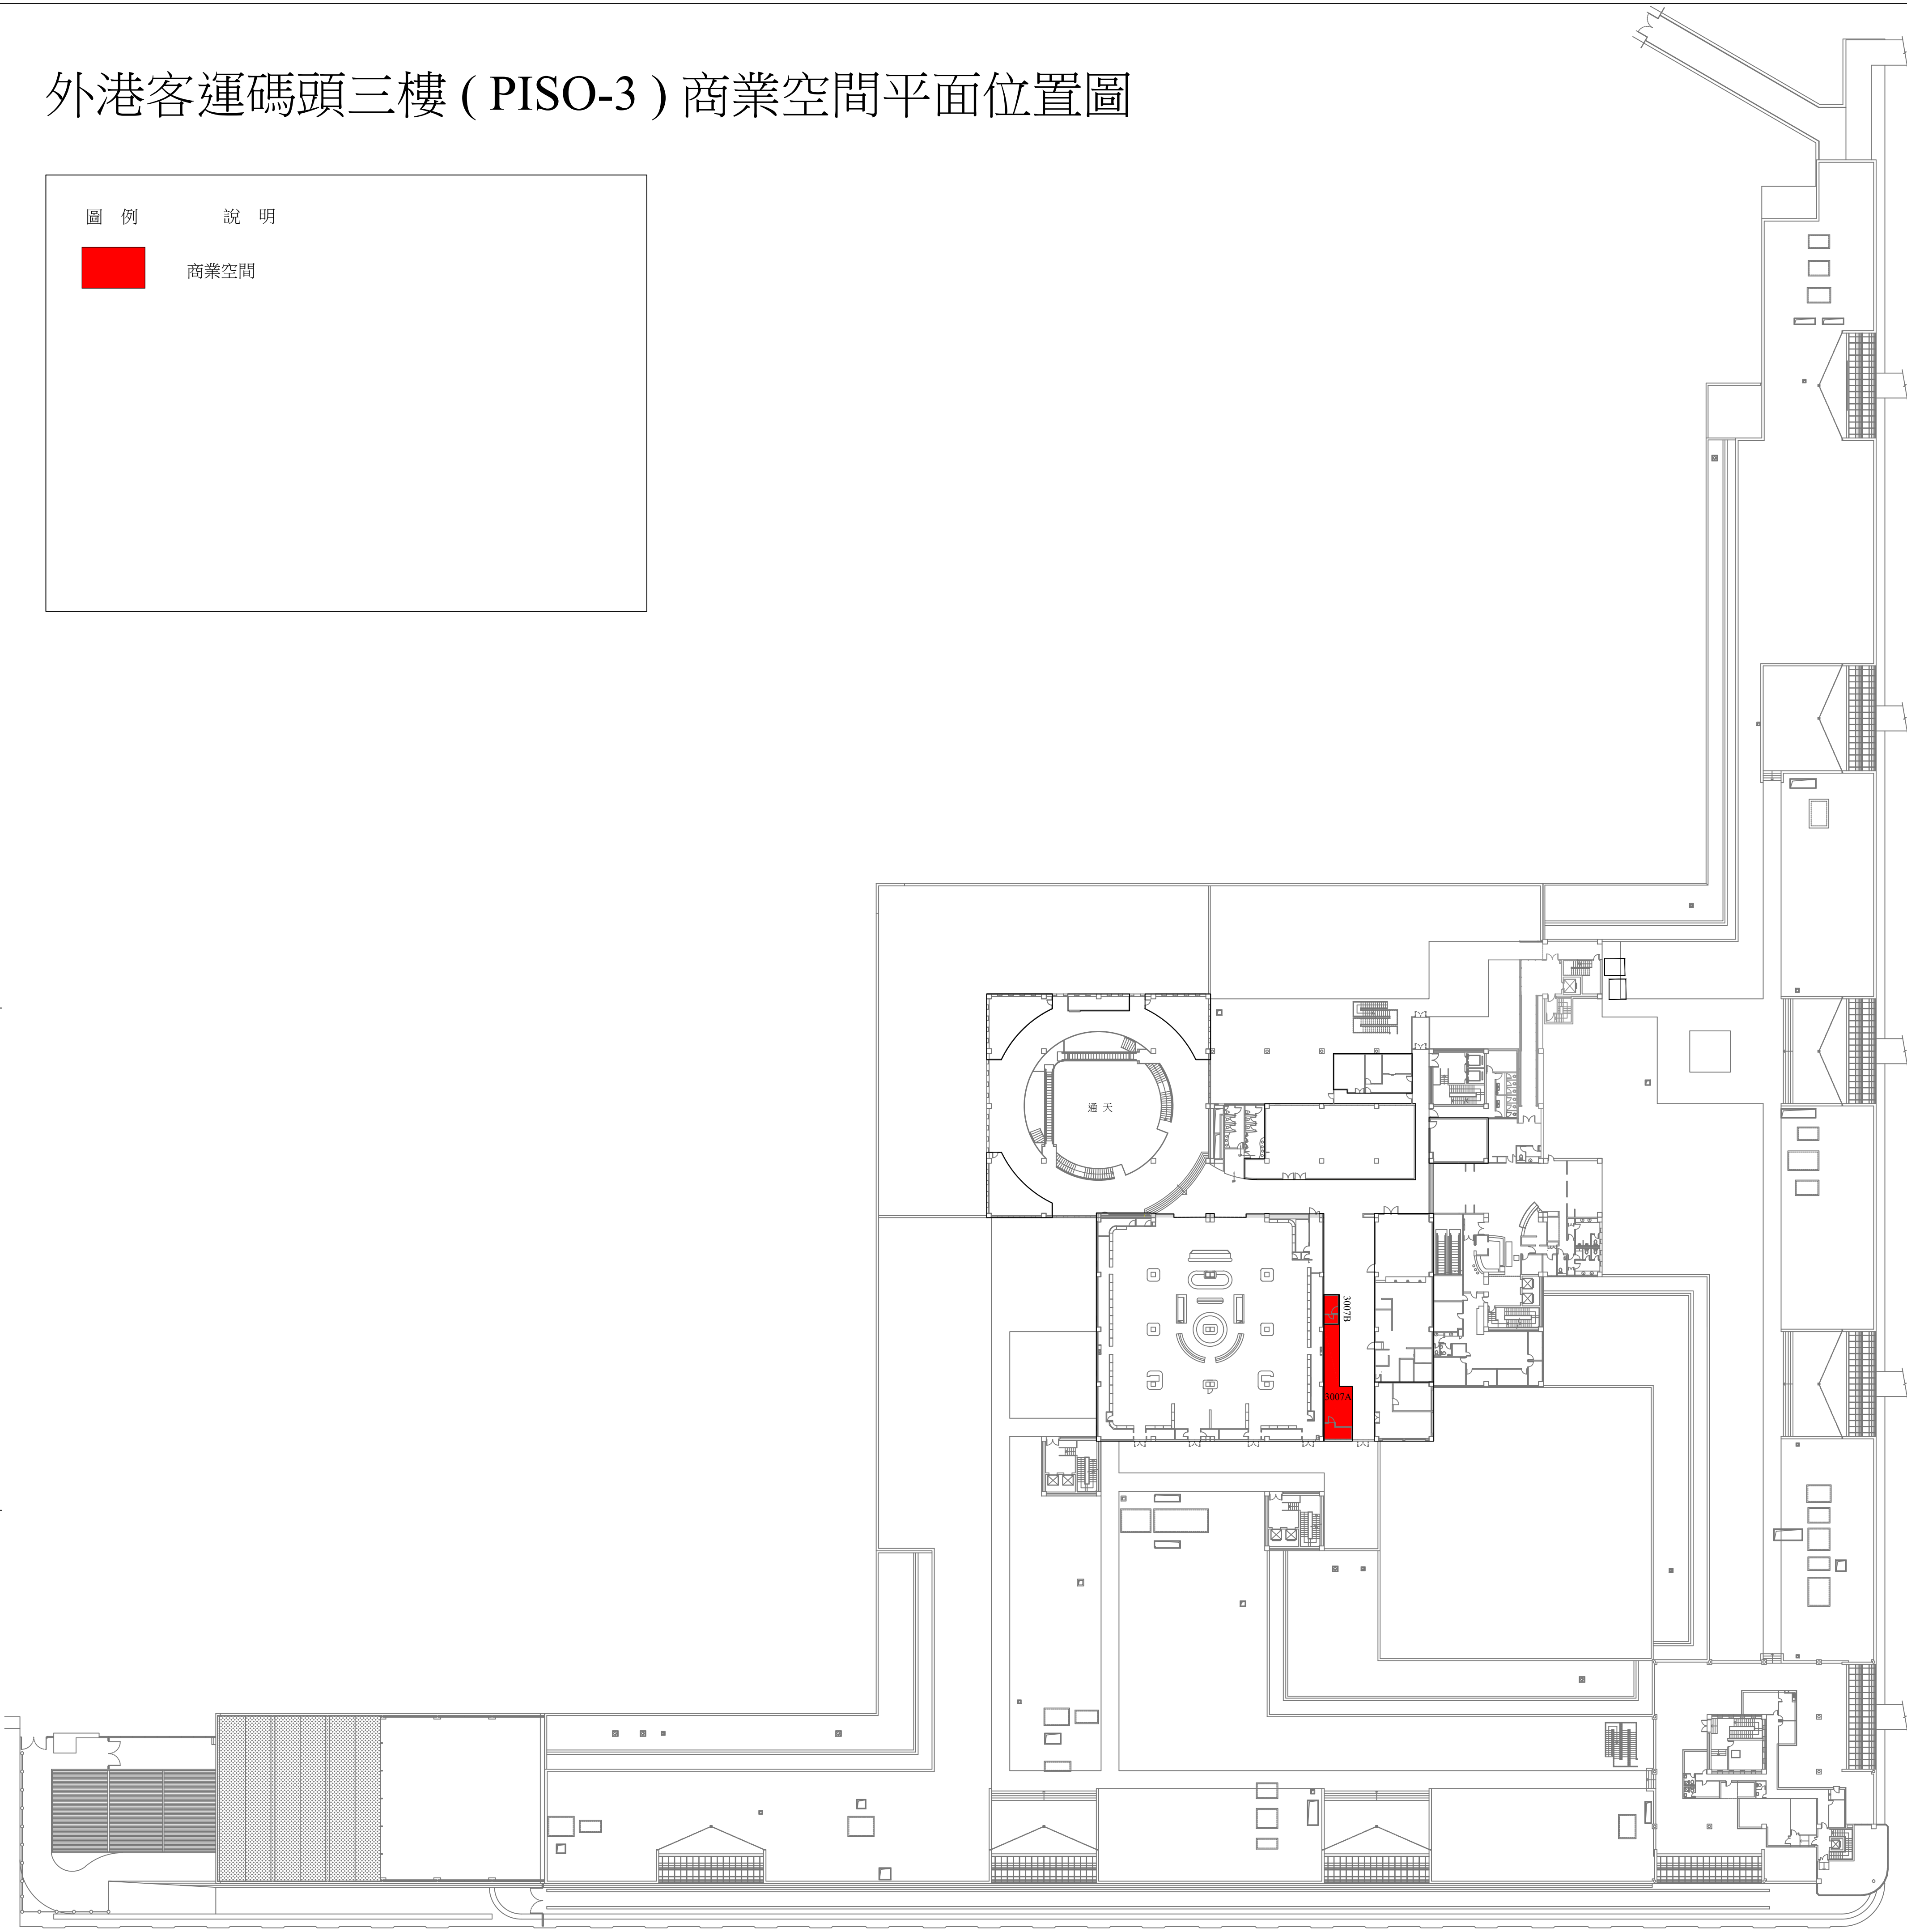 外港客運碼頭三樓 ( PISO-3 ) 商業空間平面位置圖
圖 例 說 明
商業空間
通 天
3007B
3007A